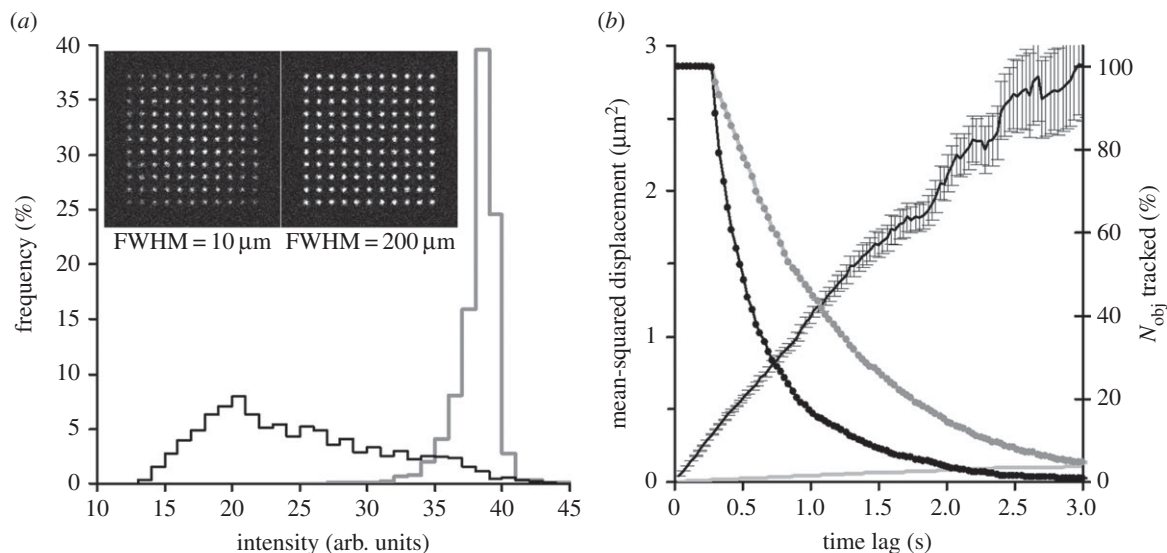 (a)
40
35
30
25
20
15
10
5
0
frequency (%)
FWHM = 10 µm FWHM = 200 µm
10 15 20 25 30 35 40 45
intensity (arb. units)
(b)
3
2
1
0
mean-squared displacement (µm²)
100
80
60
40
20
0
N_obj tracked (%)
0 0.5 1.0 1.5 2.0 2.5 3.0
time lag (s)